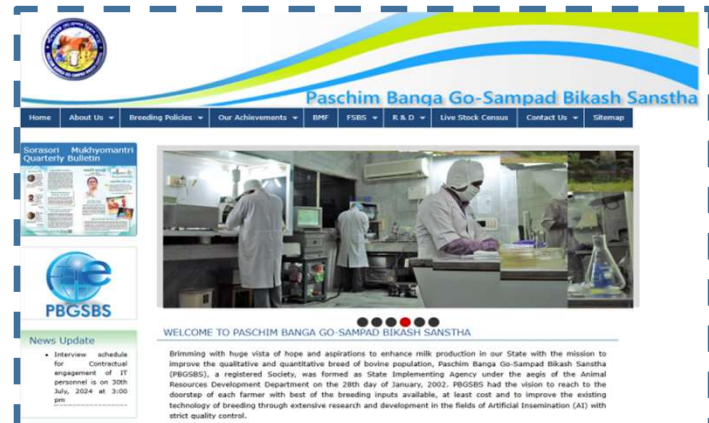 Paschim Banga Go-Sampad Bikash Sanstha
Home
About Us
Breeding Policies
Our Achievements
BMF
FSBS
R & D
Live Stock Census
Contact Us
Sitemap
Sorasori Mukhyomantri
Quarterly Bulletin
e
PBGSBS
News Update
Interview schedule
for Contractual
engagement of IT
personnel is on 30th
July, 2024 at 3:00
pm
WELCOME TO PASCHIM BANGA GO-SAMPAD BIKASH SANSTHA
Brimming with huge vista of hope and aspirations to enhance milk production in our State with the mission to
improve the qualitative and quantitative breed of bovine population, Paschim Banga Go-Sampad Bikash Sanstha
(PBGSBS), a registered Society, was formed as State Implementing Agency under the aegis of the Animal
Resources Development Department on the 28th day of January, 2002. PBGSBS had the vision to reach to the
doorstep of each farmer with best of the breeding inputs available, at least cost and to improve the existing
technology of breeding through extensive research and development in the fields of Artificial Insemination (AI) with
strict quality control.